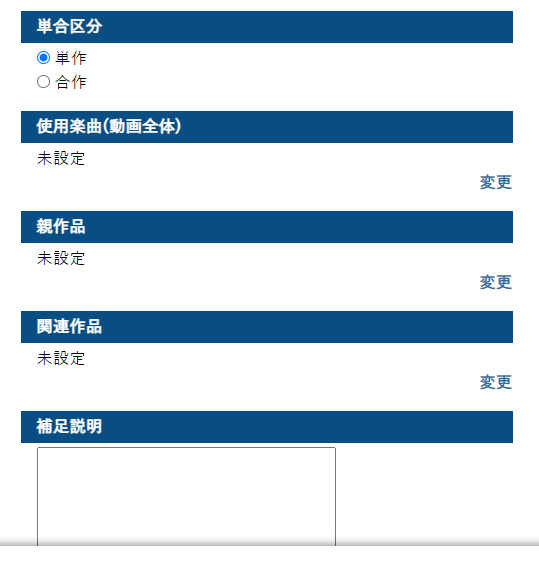 単合区分
単作
合作
使用楽曲(動画全体)
未設定
変更
親作品
未設定
変更
関連作品
未設定
変更
補足説明